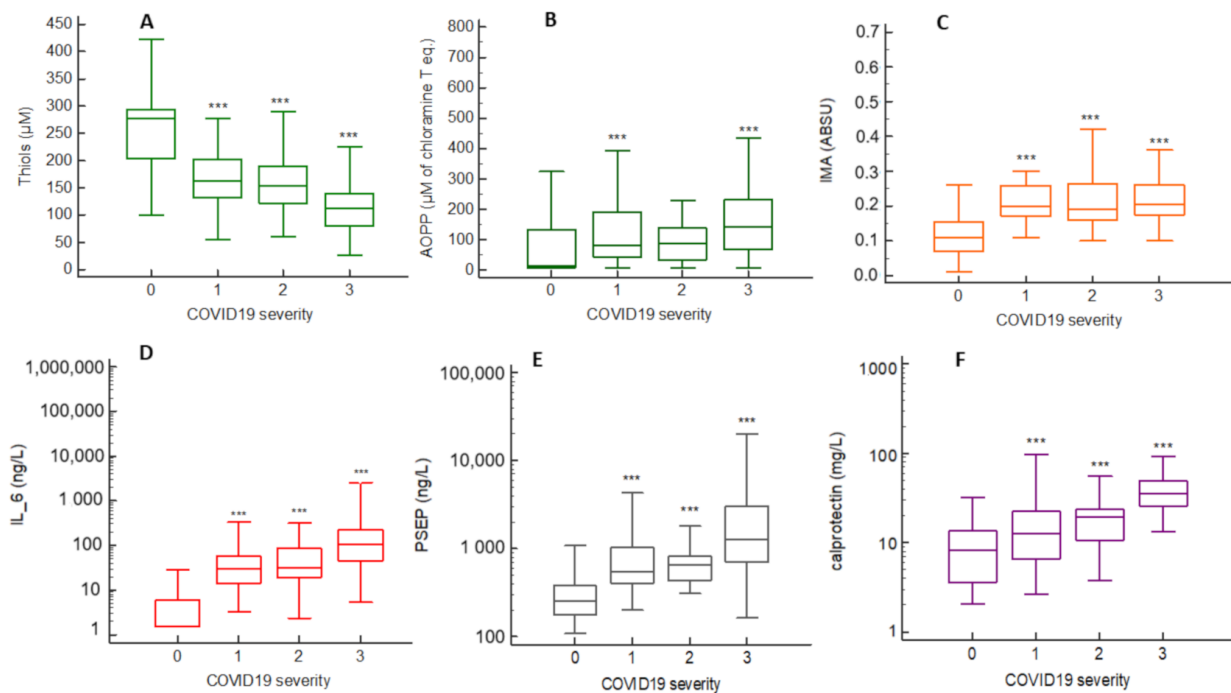 A
Thiols (µM)
450
400
350
300
250
200
150
100
50
0
***
***
***
0 1 2 3
COVID19 severity
B
AOPP (µM of chloramine T eq.)
800
700
600
500
400
300
200
100
0
***
***
0 1 2 3
COVID19 severity
C
IMA (ABSU)
0.7
0.6
0.5
0.4
0.3
0.2
0.1
0.0
***
***
***
0 1 2 3
COVID19 severity
D
IL_6 (ng/L)
1,000,000
100,000
10,000
1 000
100
10
1
***
***
***
0 1 2 3
COVID19 severity
E
PSEP (ng/L)
100,000
10,000
1 000
100
***
***
***
0 1 2 3
COVID19 severity
F
calprotectin (mg/L)
1000
100
10
1
***
***
***
0 1 2 3
COVID19 severity